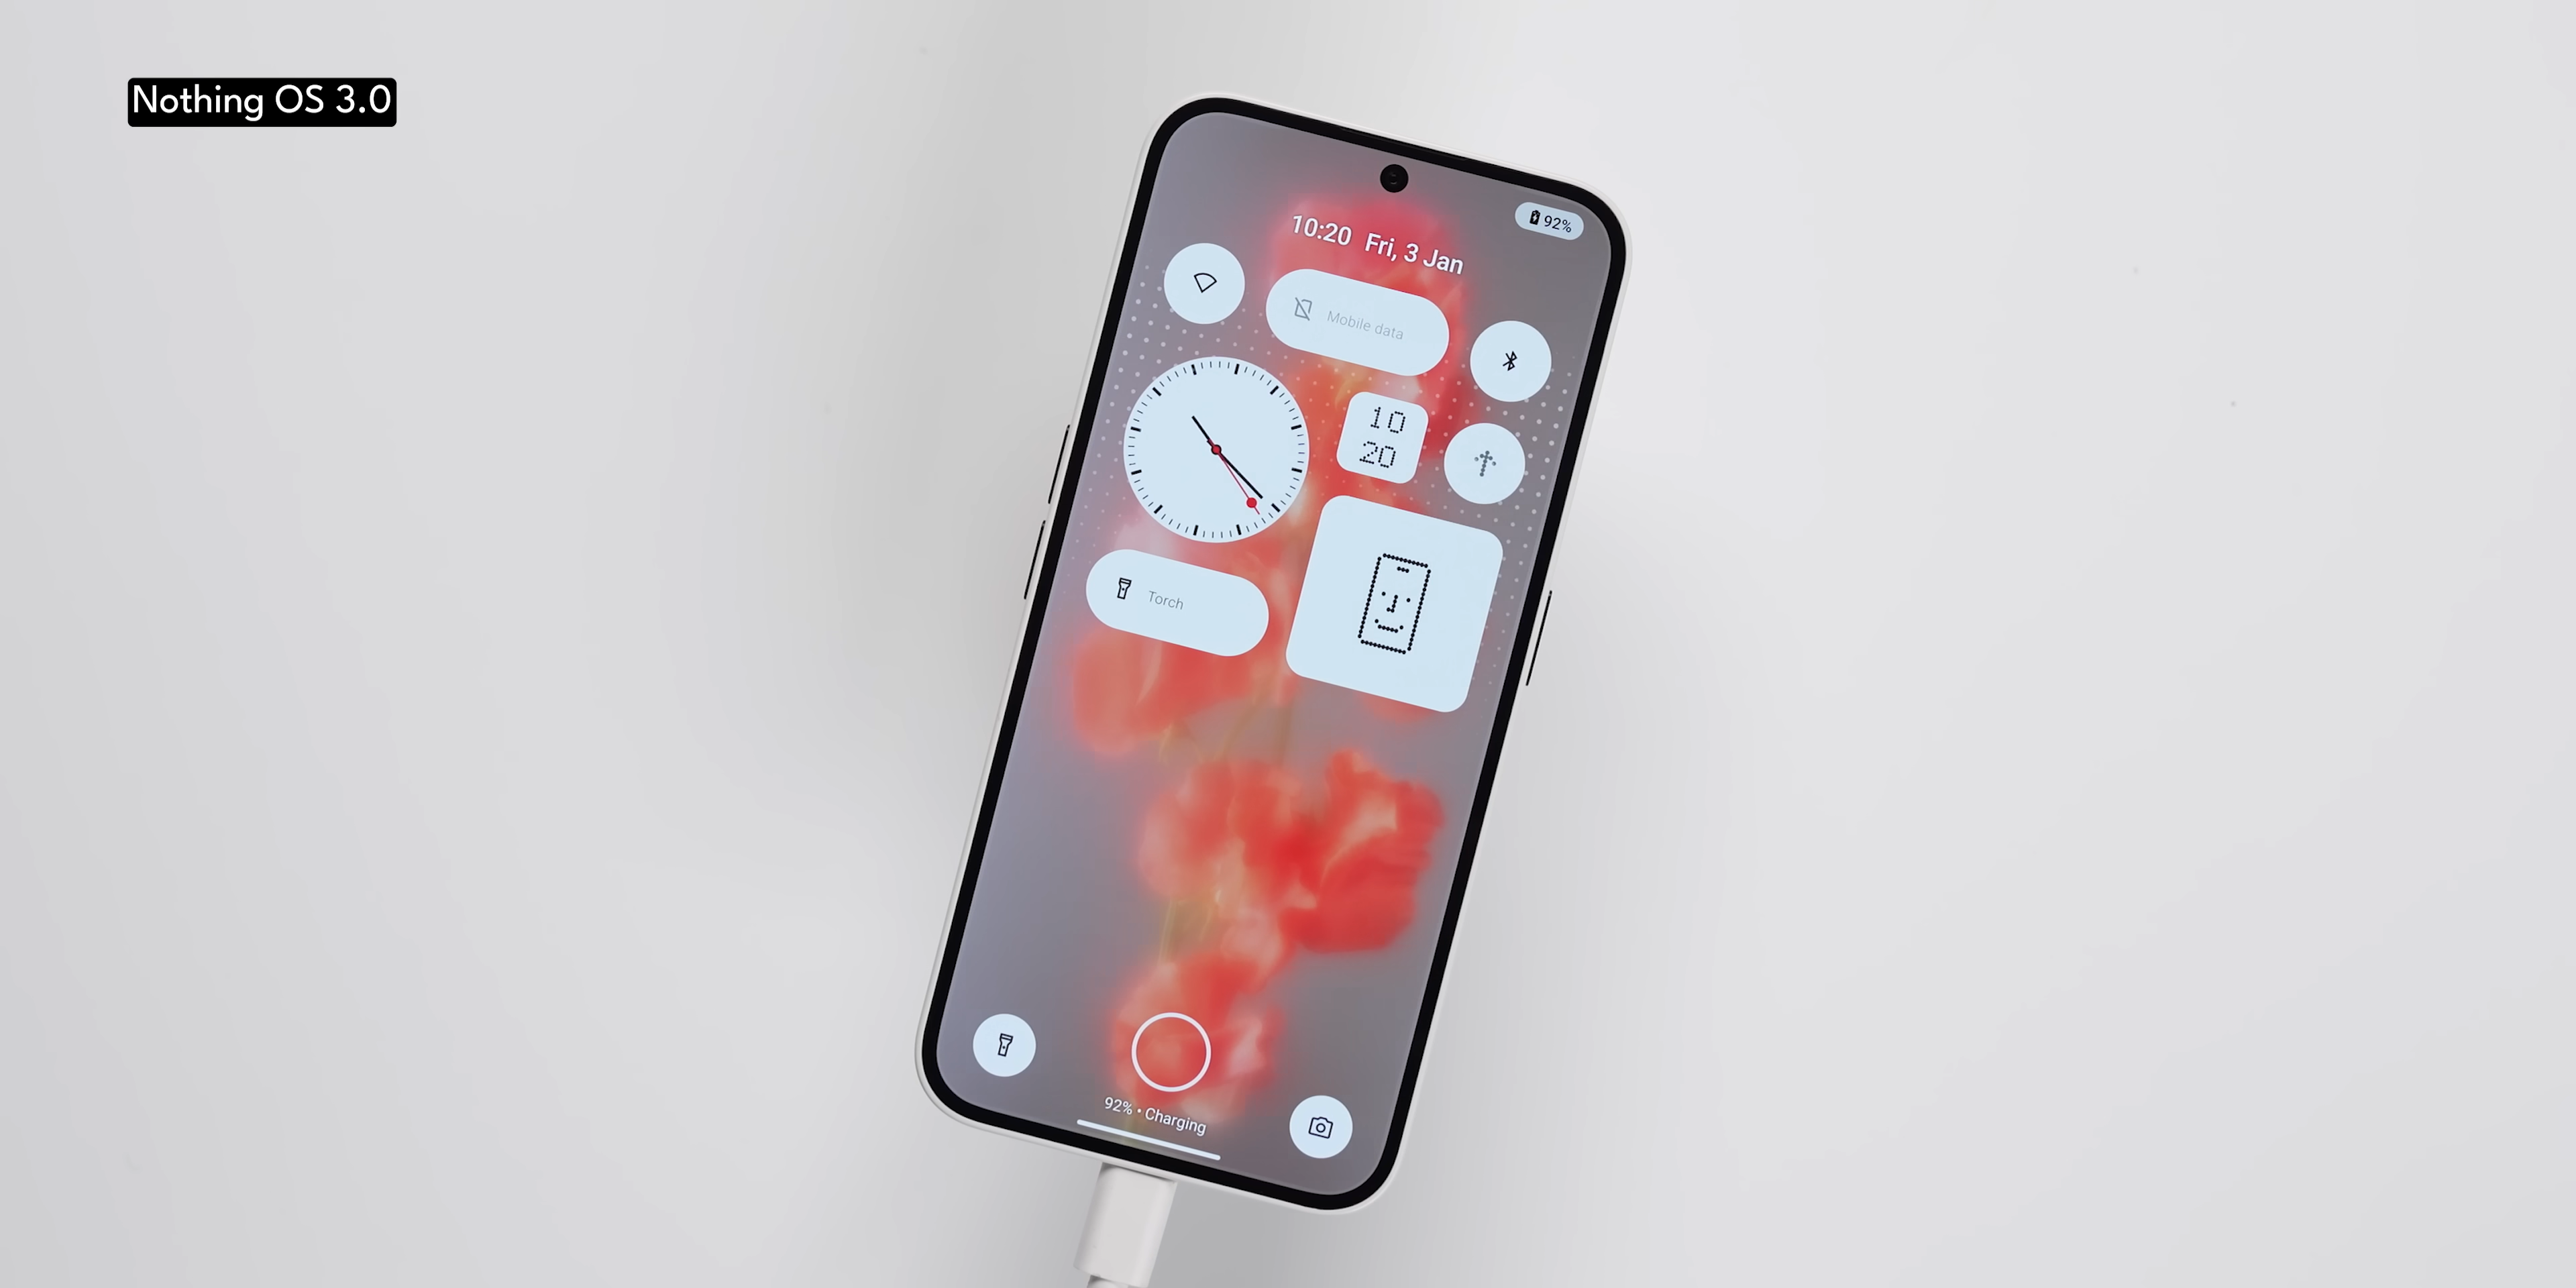 Nothing OS 3.0
92%
10:20 Fri, 3 Jan
Mobile data
10
20
Torch
92% • Charging